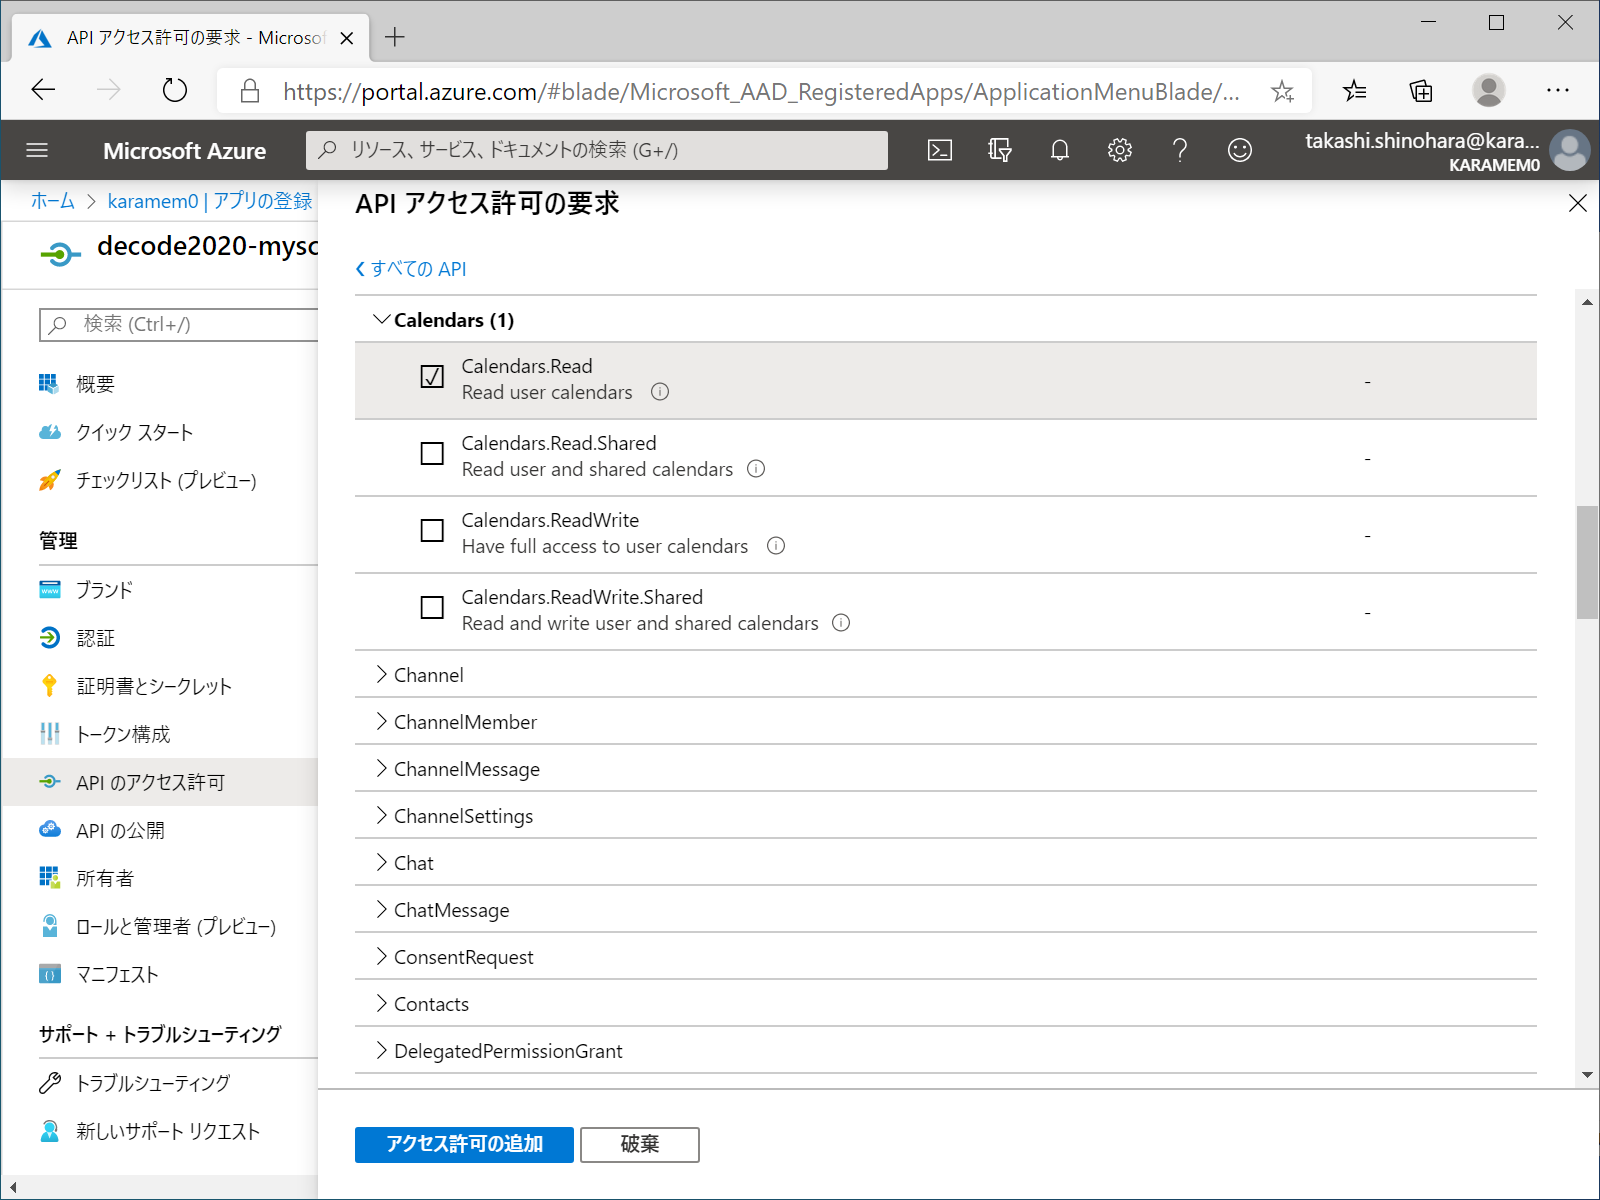 API アクセス許可の要求 - Microsof
https://portal.azure.com/#blade/Microsoft_AAD_RegisteredApps/ApplicationMenuBlade/...
Microsoft Azure
リソース、サービス、ドキュメントの検索 (G+/)
takashi.shinohara@kara...
KARAMEM0
ホーム > karamem0 | アプリの登録
decode2020-mysc
検索 (Ctrl+/)
概要
クイック スタート
チェックリスト (プレビュー)
管理
ブランド
認証
証明書とシークレット
トークン構成
API のアクセス許可
API の公開
所有者
ロールと管理者 (プレビュー)
マニフェスト
サポート + トラブルシューティング
トラブルシューティング
新しいサポート リクエスト
API アクセス許可の要求
すべての API
Calendars (1)
Calendars.Read
Read user calendars
-
Calendars.Read.Shared
Read user and shared calendars
-
Calendars.ReadWrite
Have full access to user calendars
-
Calendars.ReadWrite.Shared
Read and write user and shared calendars
-
Channel
ChannelMember
ChannelMessage
ChannelSettings
Chat
ChatMessage
ConsentRequest
Contacts
DelegatedPermissionGrant
アクセス許可の追加
破棄